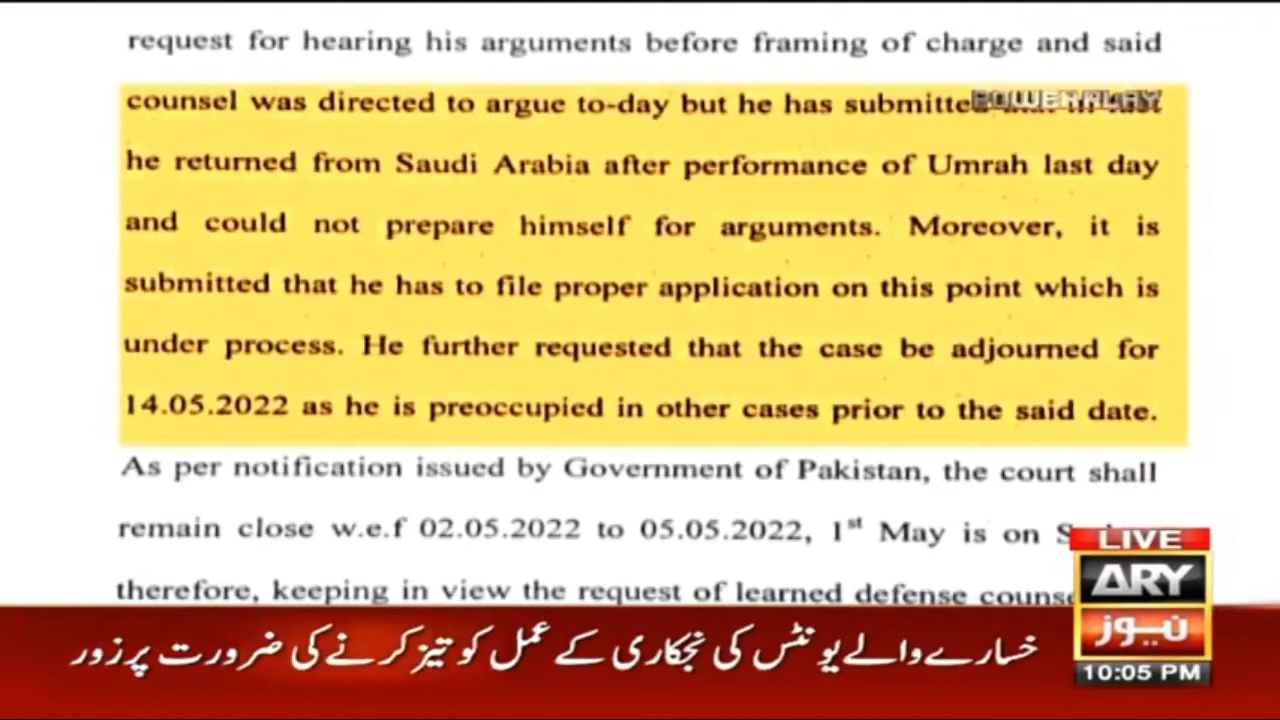 request for hearing his arguments before framing of charge and said
counsel was directed to argue to-day but he has submitted
POWERPLAY
he returned from Saudi Arabia after performance of Umrah last day
and could not prepare himself for arguments. Moreover, it is
submitted that he has to file proper application on this point which is
under process. He further requested that the case be adjourned for
14.05.2022 as he is preoccupied in other cases prior to the said date.
As per notification issued by Government of Pakistan, the court shall
remain close w.e.f 02.05.2022 to 05.05.2022, 1st May is on
therefore, keeping in view the request of learned defense
LIVE
ARY
نیوز
10:05 PM
خسارے والے یونٹس کی نجکاری کے عمل کو تیز کرنے کی ضرورت پر زور